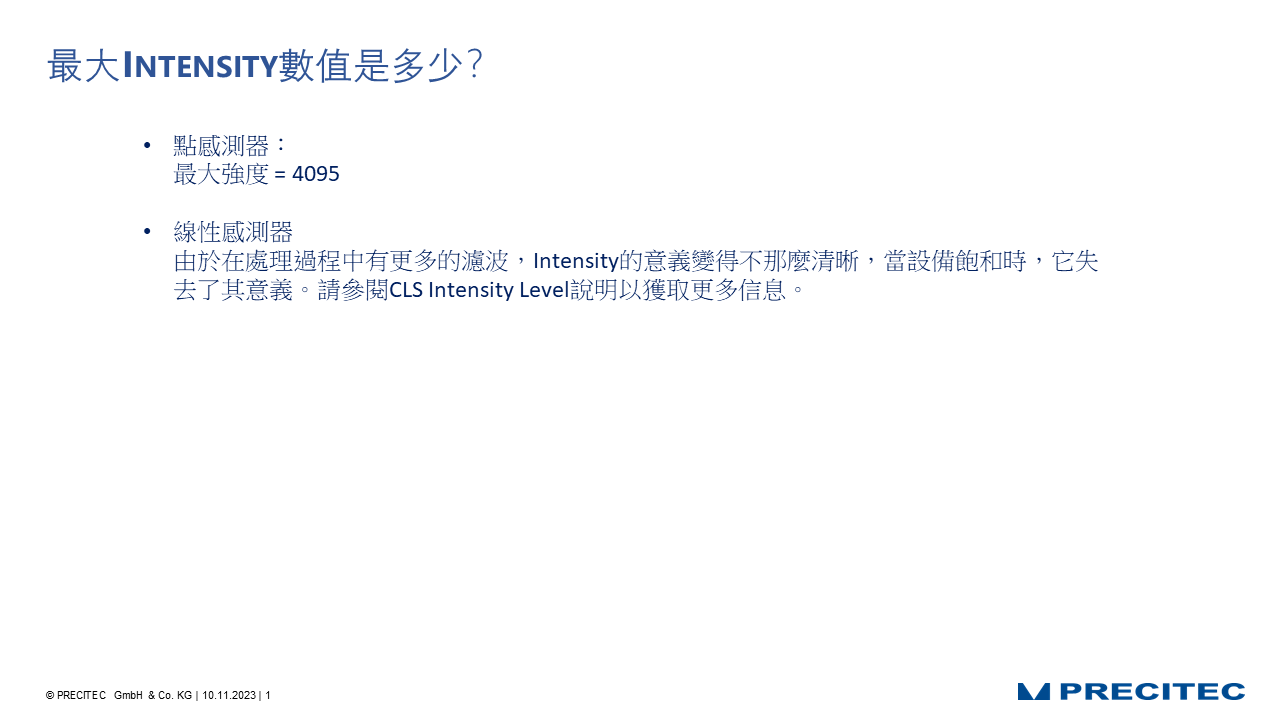 最大INTENSITY數值是多少?
• 點感測器：
最大強度 = 4095
• 線性感測器
由於在處理過程中有更多的濾波，Intensity的意義變得不那麼清晰，當設備飽和時，它失
去了其意義。請參閱CLS Intensity Level說明以獲取更多信息。
© PRECITEC GmbH & Co. KG | 10.11.2023 | 1
PRECITEC